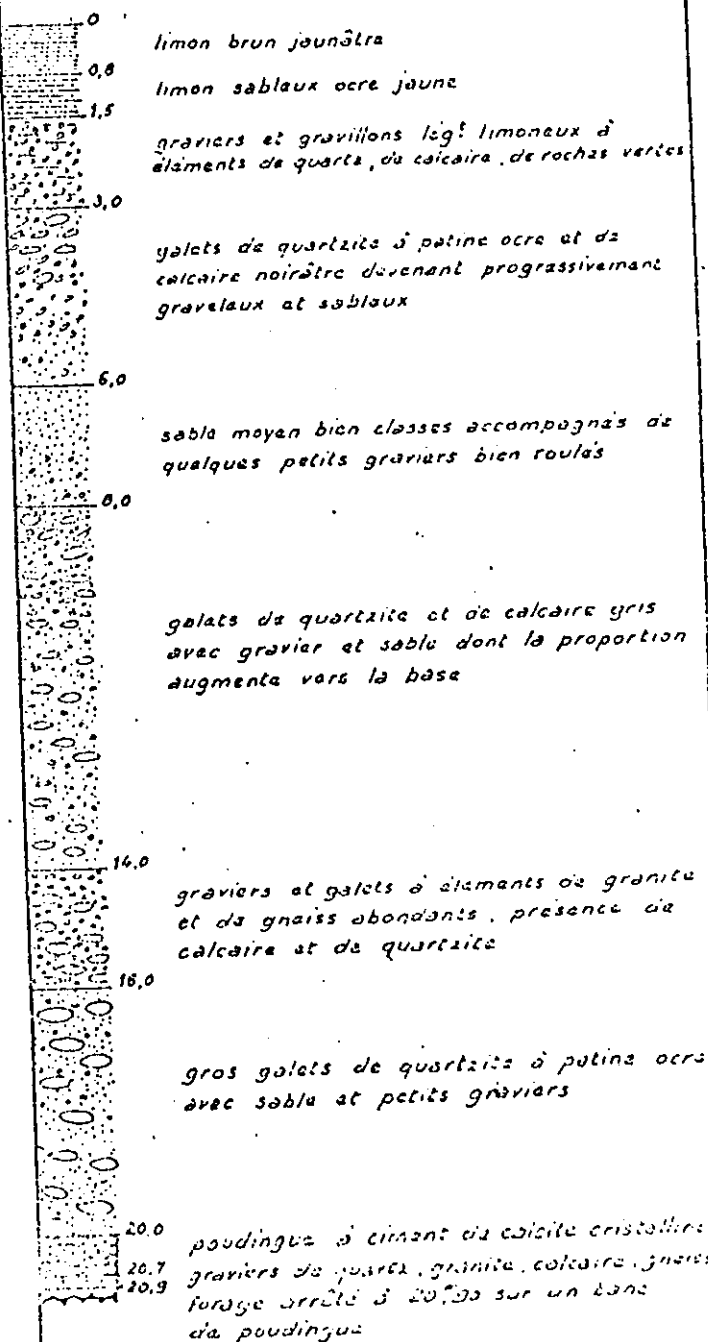 0
limon brun jaunâtre
0,8
limon sableux ocre jaune
1,5
graviers et gravillons légt limoneux à
éléments de quartz, de calcaire, de roches vertes
3,0
galets de quartzite à patine ocre et de
calcaire noirâtre devenant progressivement
graveleux et sableux
6,0
sable moyen bien classés accompagnés de
quelques petits graviers bien roulés
8,0
galets de quartzite et de calcaire gris
avec gravier et sable dont la proportion
augmente vers la base
14,0
graviers et galets à éléments de granite
et de gneiss abondants, présence de
calcaire et de quartzite
16,0
gros galets de quartzite à patine ocre
avec sable et petits graviers
20.0
poudingue à ciment de calcite cristalline
20.7
graviers de quartz, granite, calcaire, gneiss
20.9
forage arrêté à sur un banc
de poudingue